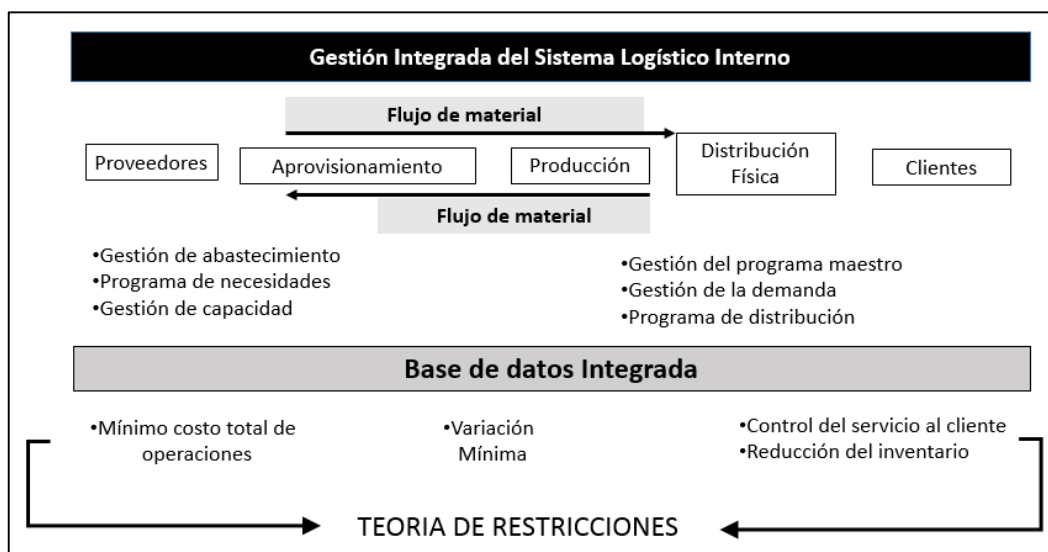 Gestión Integrada del Sistema Logístico Interno
Flujo de material
Proveedores
Aprovisionamiento
Producción
Distribución
Física
Clientes
Flujo de material
•Gestión de abastecimiento
•Programa de necesidades
•Gestión de capacidad
•Gestión del programa maestro
•Gestión de la demanda
•Programa de distribución
Base de datos Integrada
•Mínimo costo total de
operaciones
•Variación
Mínima
•Control del servicio al cliente
•Reducción del inventario
TEORIA DE RESTRICCIONES